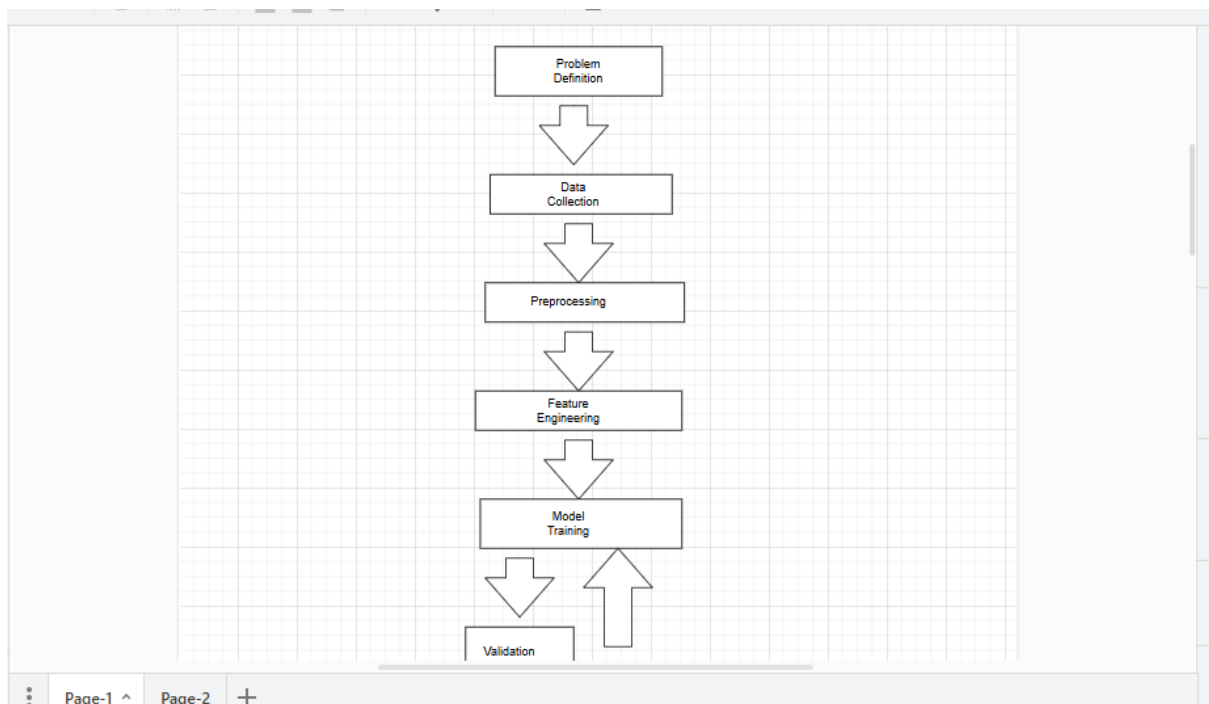 Problem
Definition
Data
Collection
Preprocessing
Feature
Engineering
Model
Training
Validation
Page-1
Page-2